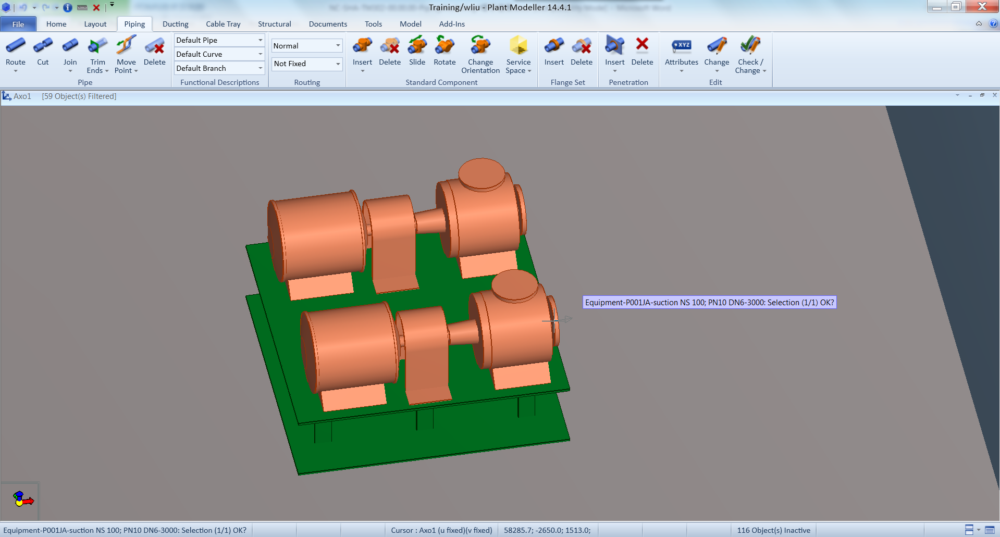 Training/wliu - Plant Modeller 14.4.1
File Home Layout Piping Ducting Cable Tray Structural Documents Tools Model Add-Ins
Route Cut Join Trim Ends Move Point Delete
Pipe
Default Pipe
Default Curve
Default Branch
Functional Descriptions
Normal
Not Fixed
Routing
Insert Delete Slide Rotate Change Orientation Service Space
Standard Component
Insert Delete
Flange Set
Insert Delete
Penetration
XYZ
Attributes Change Check / Change
Edit
Axo1 [59 Object(s) Filtered]
Equipment-P001JA-suction NS 100; PN10 DN6-3000: Selection (1/1) OK?
Equipment-P001JA-suction NS 100; PN10 DN6-3000: Selection (1/1) OK? Cursor : Axo1 (u fixed)(v fixed) 58285.7; -2650.0; 1513.0; 116 Object(s) Inactive